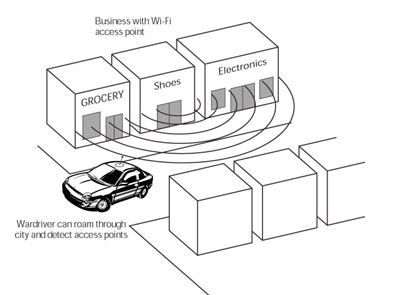 Business with Wi-Fi
access point
GROCERY
Shoes
Electronics
Wardriver can roam through
city and detect access points